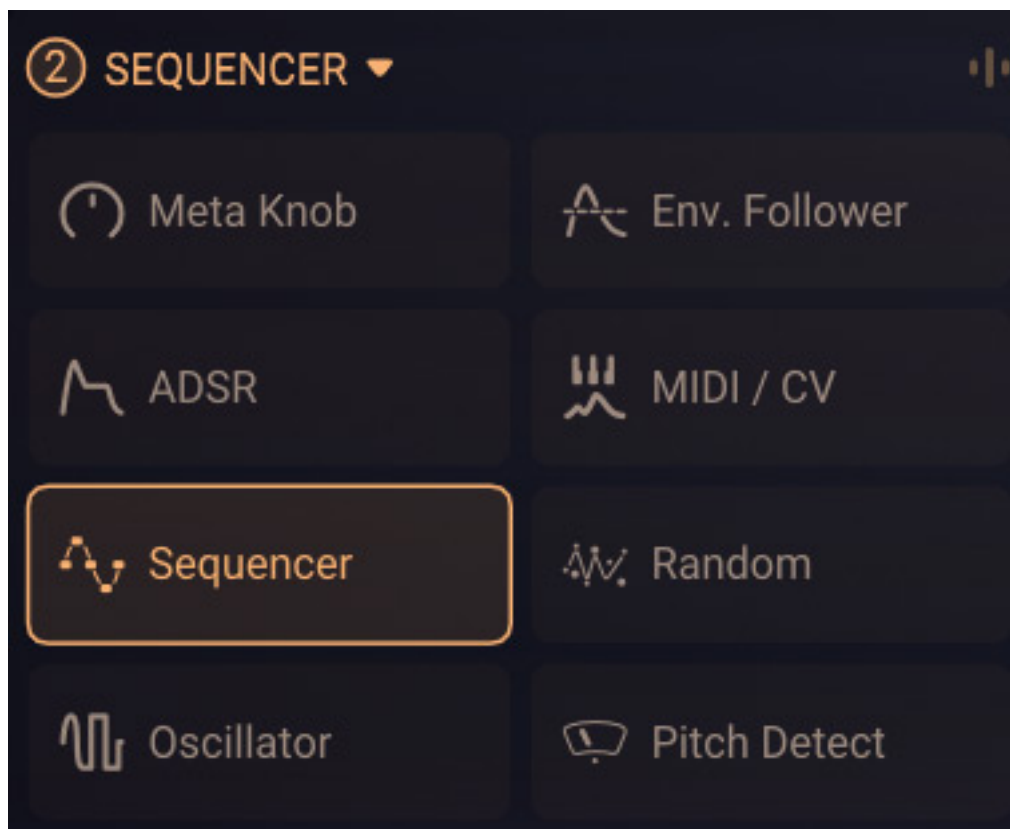 2 SEQUENCER
Meta Knob
Env. Follower
ADSR
MIDI / CV
Sequencer
Random
Oscillator
Pitch Detect